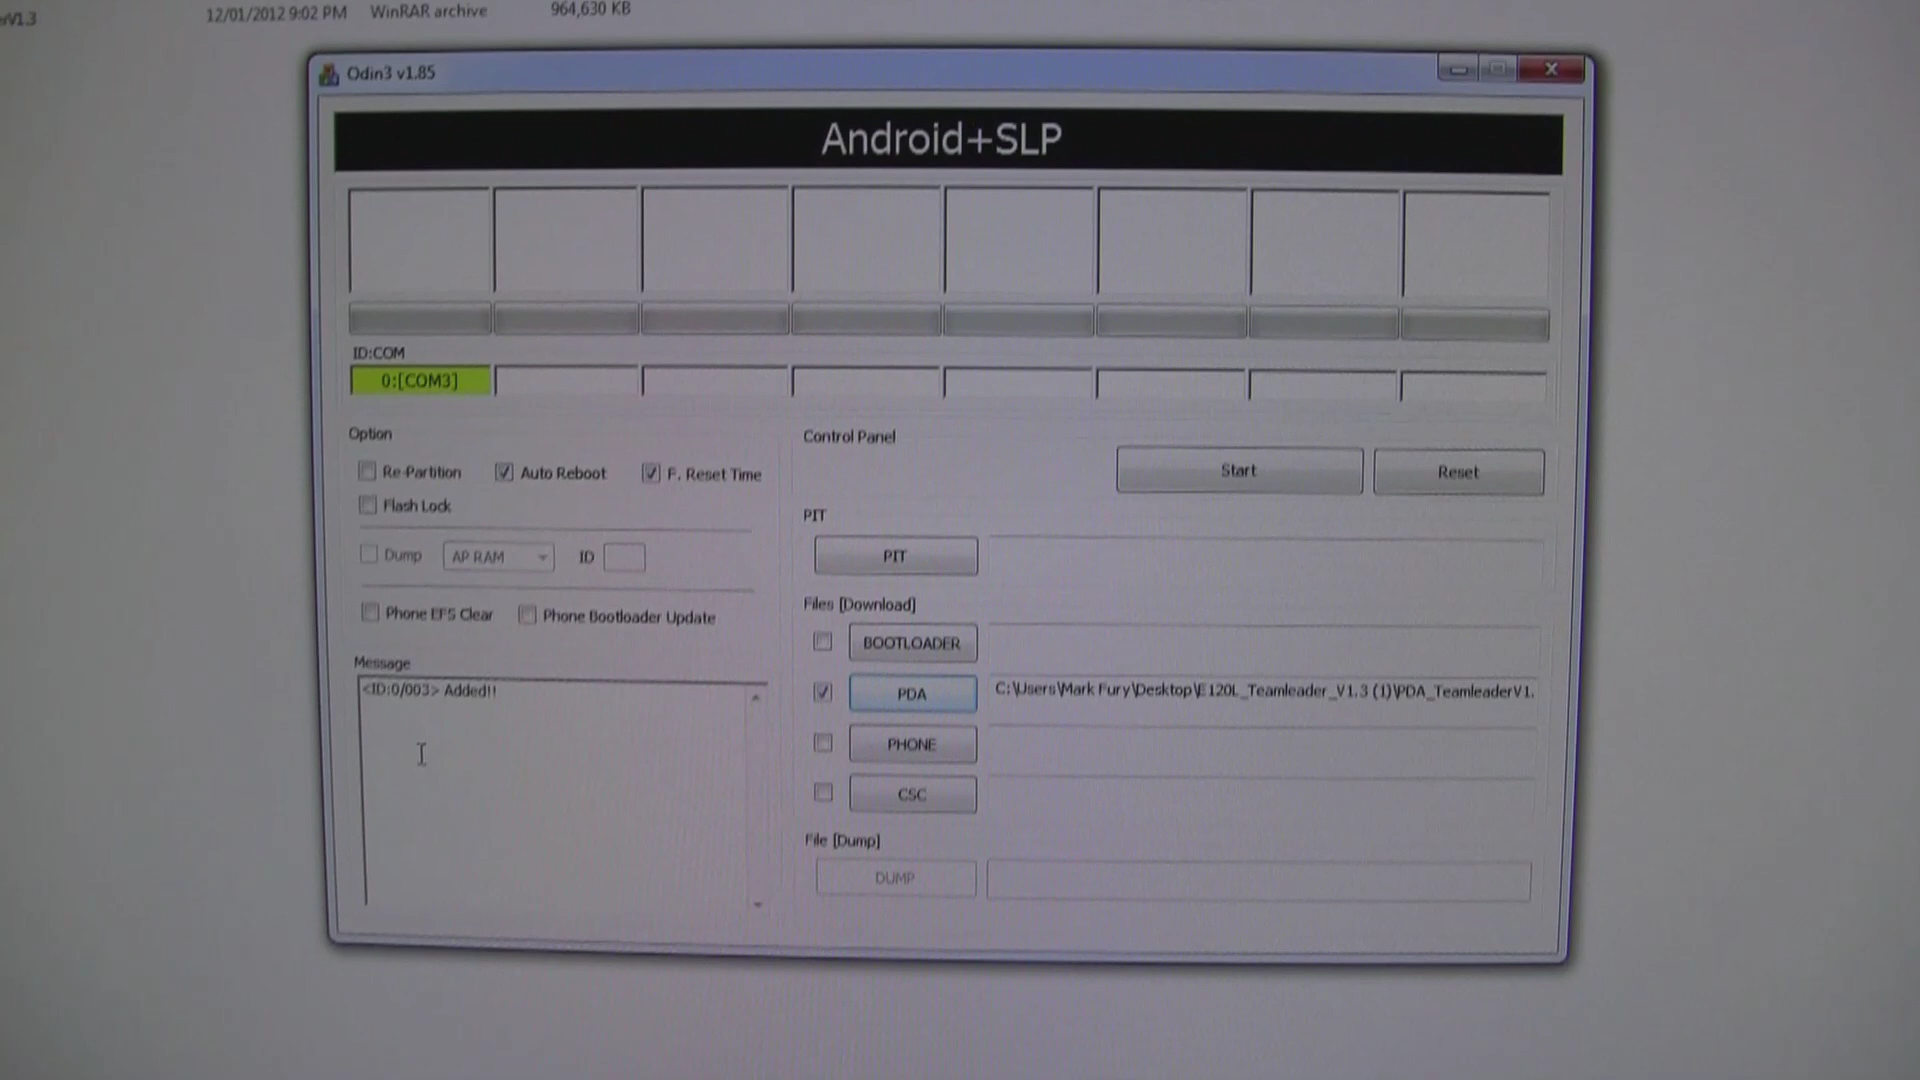 12/01/2012 9:02 PM WinRAR archive 964,630 KB
Odin3 v1.85
Android+SLP
ID:COM
0:[COM3]
Option
Re-Partition Auto Reboot F. Reset Time
Flash Lock
Dump AP RAM ID
Phone EFS Clear Phone Bootloader Update
Message
<ID:0/003> Added!!
Control Panel
Start Reset
PIT
PIT
Files [Download]
BOOTLOADER
PDA C:\Users\Mark Fury\Desktop\E120L_Teamleader_V1.3 (1)\PDA_TeamleaderV1.
PHONE
CSC
File [Dump]
DUMP